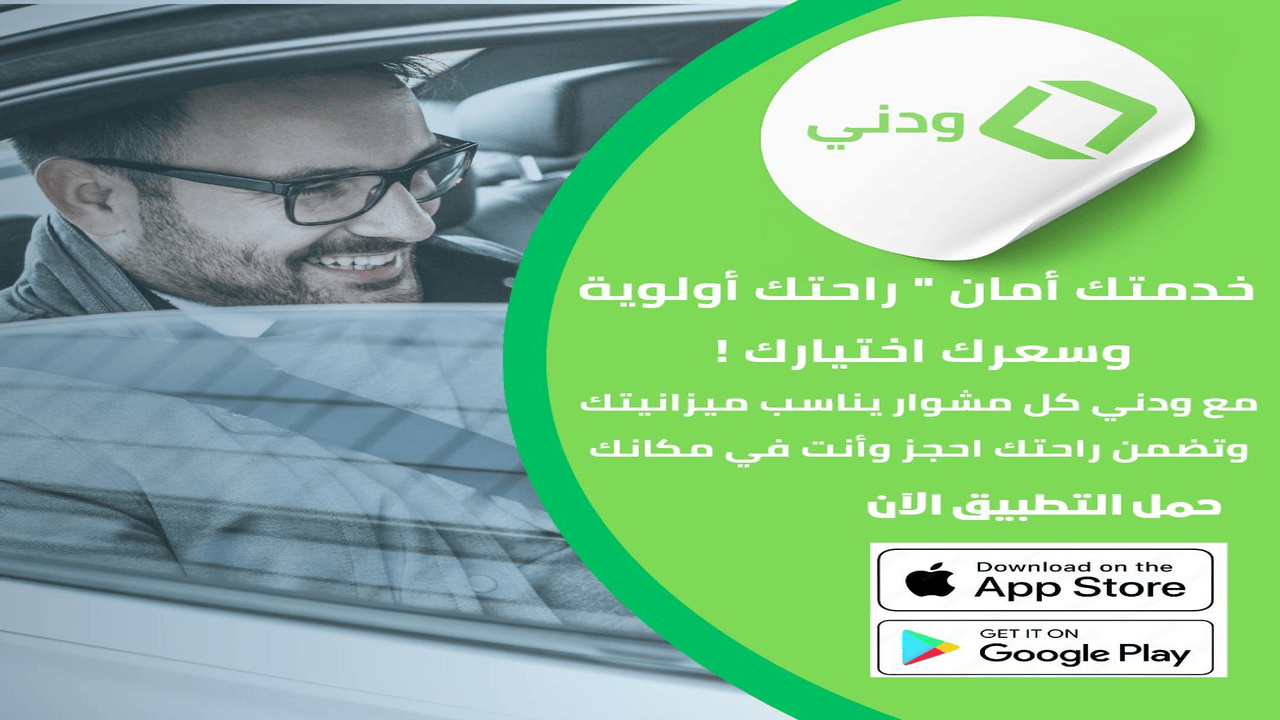 ودني
خدمتك أمان " راحتك أولوية
وسعرك اختيارك !
مع ودني كل مشوار يناسب ميزانيتك
وتضمن راحتك احجز وأنت في مكانك
حمل التطبيق الآن
Download on the
App Store
GET IT ON
Google Play